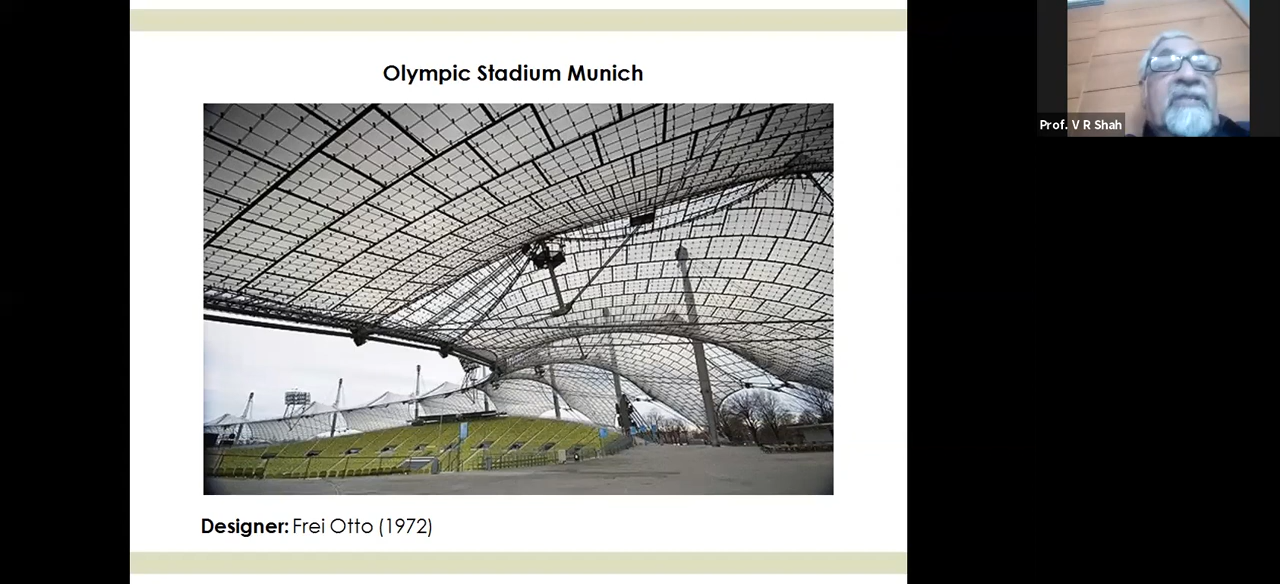 Olympic Stadium Munich
Prof. V R Shah
Designer: Frei Otto (1972)